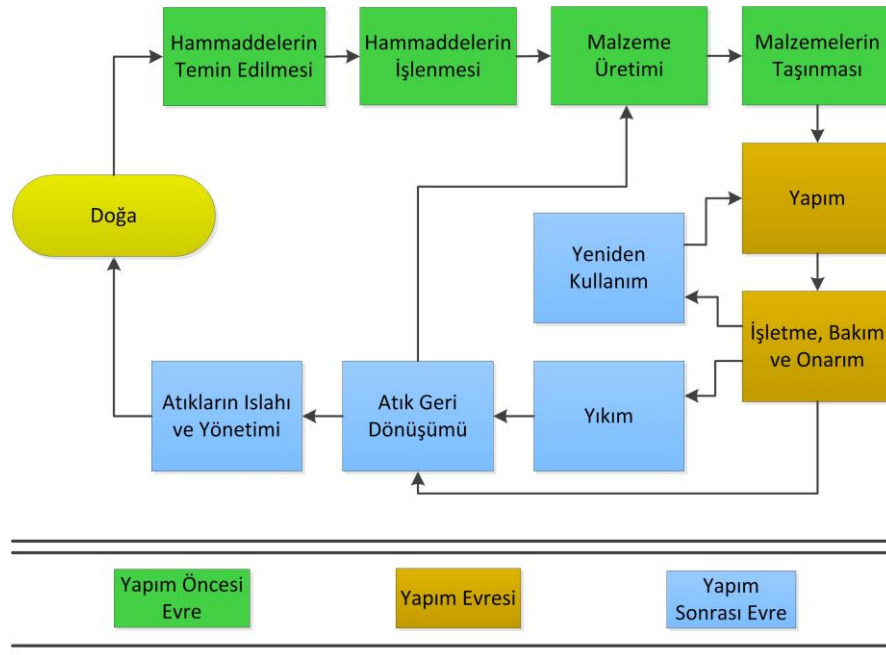 Hammaddelerin
Temin Edilmesi
Hammaddelerin
İşlenmesi
Malzeme
Üretimi
Malzemelerin
Taşınması
Doğa
Yapım
Yeniden
Kullanım
İşletme, Bakım
ve Onarım
Atıkların Islahı
ve Yönetimi
Atık Geri
Dönüşümü
Yıkım
Yapım Öncesi
Evre
Yapım Evresi
Yapım
Sonrası Evre